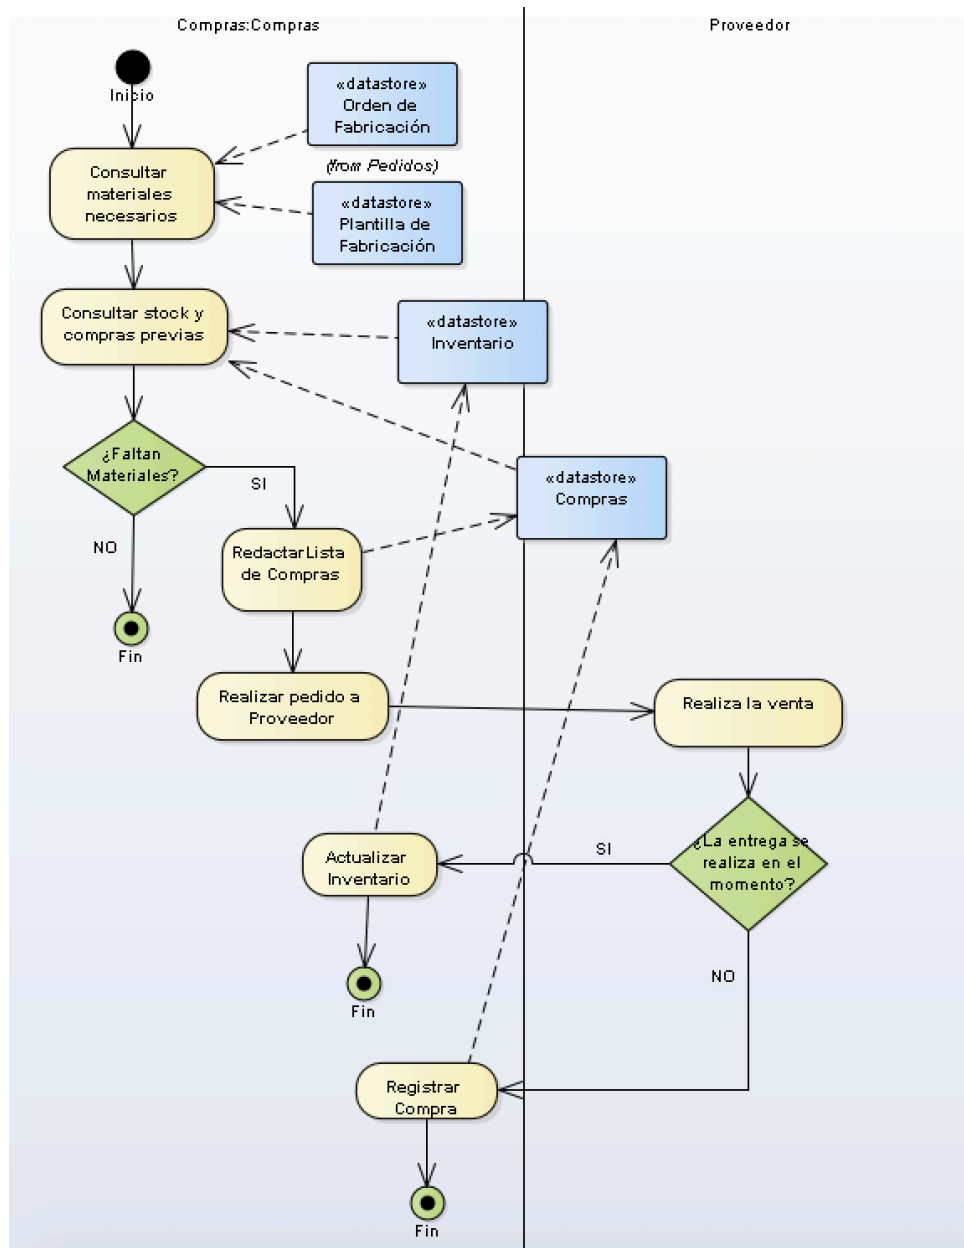 Compras:Compras
Proveedor
Inicio
«datastore»
Orden de
Fabricación
(from Pedidos)
Consultar
materiales
necesarios
«datastore»
Plantilla de
Fabricación
Consultar stock y
compras previas
«datastore»
Inventario
¿Faltan
Materiales?
SI
NO
«datastore»
Compras
RedactarLista
de Compras
Fin
Realizar pedido a
Proveedor
Realiza la venta
¿La entrega se
realiza en el
momento?
SI
Actualizar
Inventario
NO
Fin
Registrar
Compra
Fin